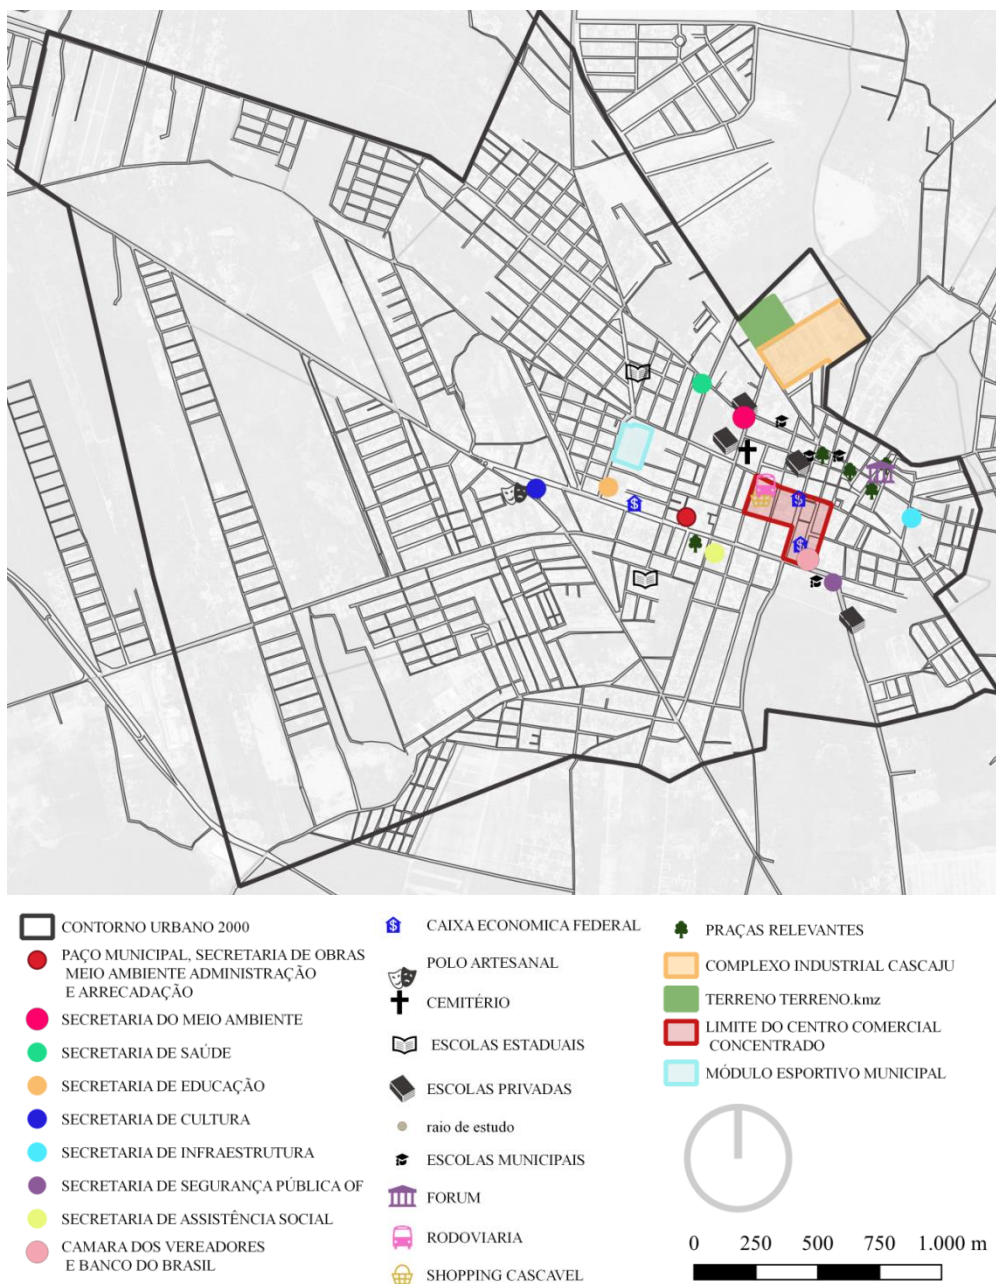 CONTORNO URBANO 2000
PAÇO MUNICIPAL, SECRETARIA DE OBRAS
MEIO AMBIENTE ADMINISTRAÇÃO
E ARRECADAÇÃO
SECRETARIA DO MEIO AMBIENTE
SECRETARIA DE SAÚDE
SECRETARIA DE EDUCAÇÃO
SECRETARIA DE CULTURA
SECRETARIA DE INFRAESTRUTURA
SECRETARIA DE SEGURANÇA PÚBLICA OF
SECRETARIA DE ASSISTÊNCIA SOCIAL
CAMARA DOS VEREADORES
E BANCO DO BRASIL
CAIXA ECONOMICA FEDERAL
POLO ARTESANAL
CEMITÉRIO
ESCOLAS ESTADUAIS
ESCOLAS PRIVADAS
raio de estudo
ESCOLAS MUNICIPAIS
FORUM
RODOVIARIA
SHOPPING CASCAVEL
PRAÇAS RELEVANTES
COMPLEXO INDUSTRIAL CASCAJU
TERRENO TERRENO.kmz
LIMITE DO CENTRO COMERCIAL
CONCENTRADO
MÓDULO ESPORTIVO MUNICIPAL
0 250 500 750 1.000 m